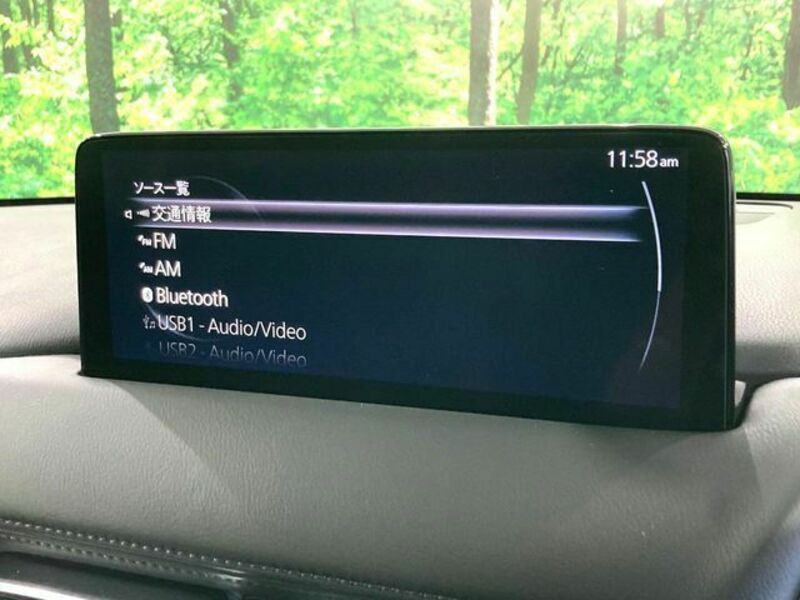 11:58am
ソース一覧
交通情報
FM
AM
Bluetooth
USB1 - Audio/Video
USB2 - Audio/Video